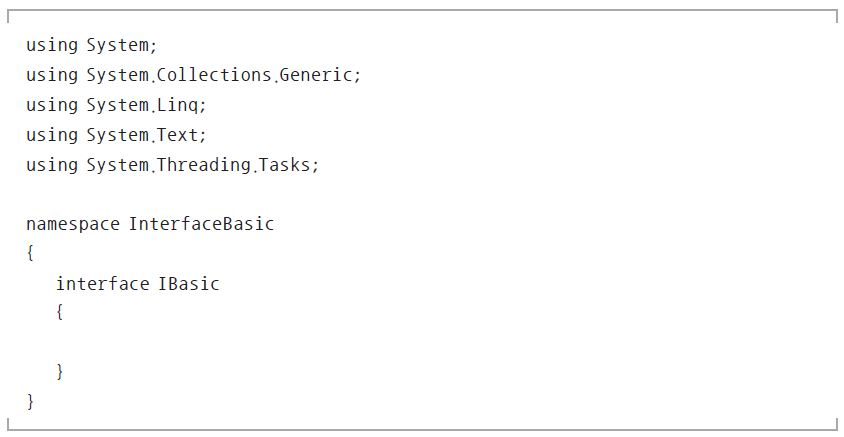 using System;
using System.Collections.Generic;
using System.Linq;
using System.Text;
using System.Threading.Tasks;
namespace InterfaceBasic
{
interface IBasic
{
}
}